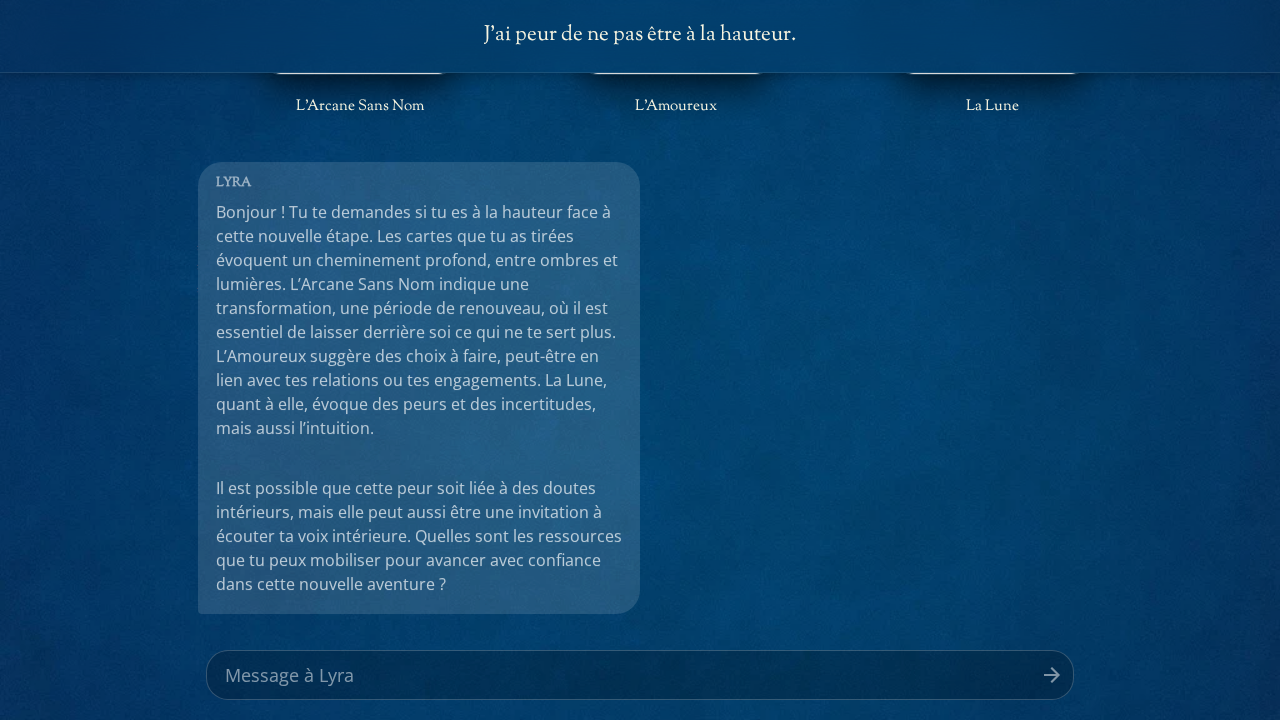 J’ai peur de ne pas être à la hauteur.
L’Arcane Sans Nom
L’Amoureux
La Lune
LYRA
Bonjour ! Tu te demandes si tu es à la hauteur face à
cette nouvelle étape. Les cartes que tu as tirées
évoquent un cheminement profond, entre ombres et
lumières. L’Arcane Sans Nom indique une
transformation, une période de renouveau, où il est
essentiel de laisser derrière soi ce qui ne te sert plus.
L’Amoureux suggère des choix à faire, peut-être en
lien avec tes relations ou tes engagements. La Lune,
quant à elle, évoque des peurs et des incertitudes,
mais aussi l’intuition.
Il est possible que cette peur soit liée à des doutes
intérieurs, mais elle peut aussi être une invitation à
écouter ta voix intérieure. Quelles sont les ressources
que tu peux mobiliser pour avancer avec confiance
dans cette nouvelle aventure ?
Message à Lyra